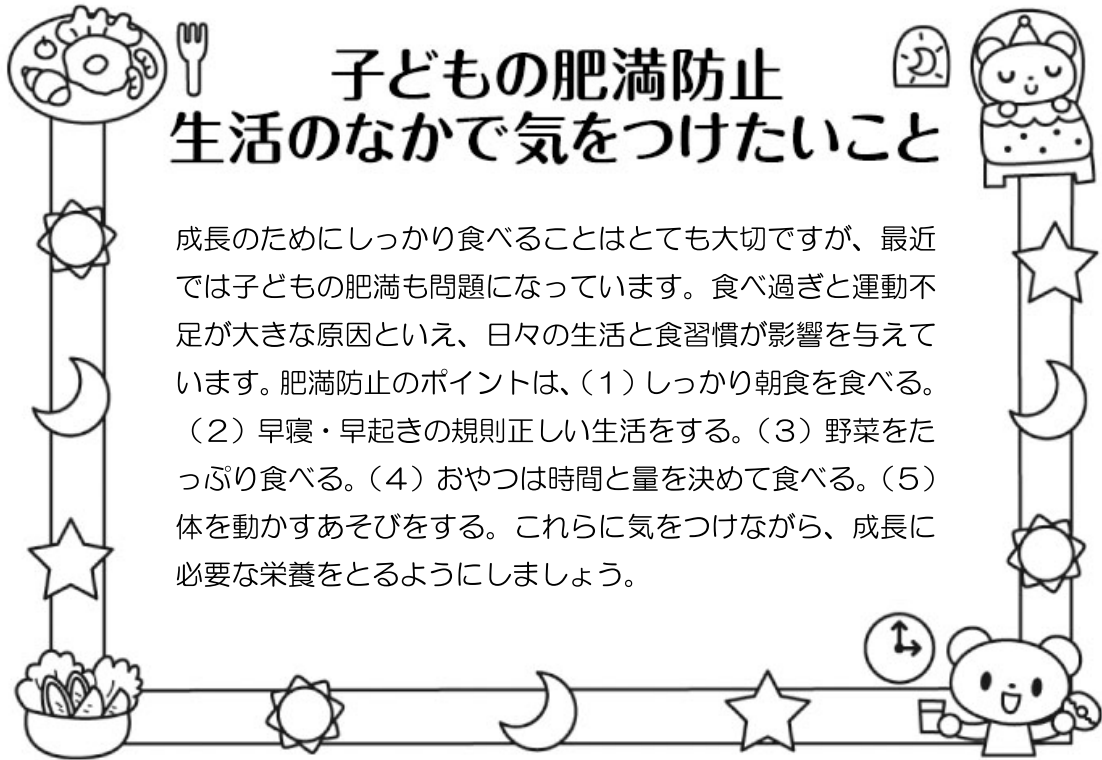 子どもの肥満防止
生活のなかで気をつけたいこと
成長のためにしっかり食べることはとても大切ですが、最近
では子どもの肥満も問題になっています。食べ過ぎと運動不
足が大きな原因といえ、日々の生活と食習慣が影響を与えて
います。肥満防止のポイントは、（１）しっかり朝食を食べる。
（２）早寝・早起きの規則正しい生活をする。（３）野菜をた
っぷり食べる。（４）おやつは時間と量を決めて食べる。（５）
体を動かすあそびをする。これらに気をつけながら、成長に
必要な栄養をとるようにしましょう。